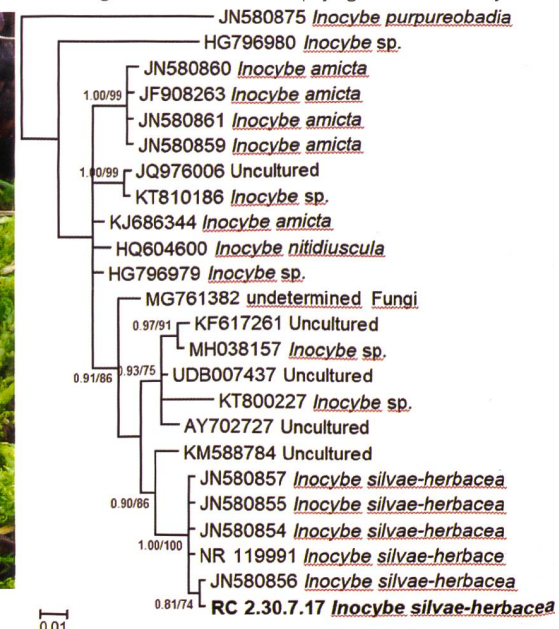 JN580875 Inocybe purpureobadia
HG796980 Inocybe sp.
JN580860 Inocybe amicta
JF908263 Inocybe amicta
1.00/99
JN580861 Inocybe amicta
JN580859 Inocybe amicta
JQ976006 Uncultured
1.00/99
KT810186 Inocybe sp.
KJ686344 Inocybe amicta
HQ604600 Inocybe nitidiuscula
HG796979 Inocybe sp.
MG761382 undetermined Fungi
KF617261 Uncultured
0.97/91
MH038157 Inocybe sp.
0.91/86
0.93/75
UDB007437 Uncultured
KT800227 Inocybe sp.
AY702727 Uncultured
KM588784 Uncultured
JN580857 Inocybe silvae-herbacea
0.90/86
JN580855 Inocybe silvae-herbacea
JN580854 Inocybe silvae-herbacea
1.00/100
NR 119991 Inocybe silvae-herbace
JN580856 Inocybe silvae-herbacea
0.81/74
RC 2.30.7.17 Inocybe silvae-herbacea
0.01